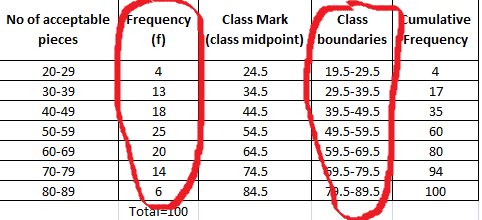 No of acceptable Frequency Class Mark Class Cumulative
pieces (f) (class midpoint) boundaries Frequency
20-29 4 24.5 19.5-29.5 4
30-39 13 34.5 29.5-39.5 17
40-49 18 44.5 39.5-49.5 35
50-59 25 54.5 49.5-59.5 60
60-69 20 64.5 59.5-69.5 80
70-79 14 74.5 69.5-79.5 94
80-89 6 84.5 79.5-89.5 100
Total=100